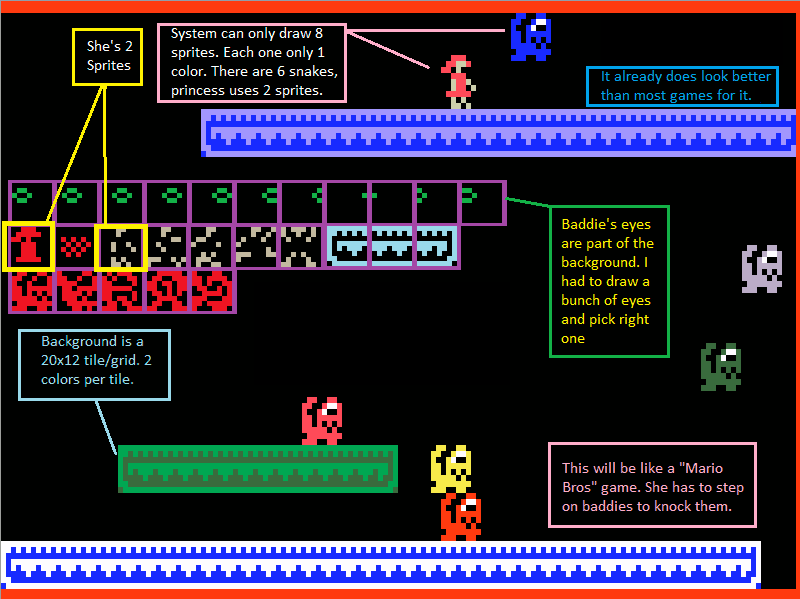 She's 2
Sprites
System can only draw 8
sprites. Each one only 1
color. There are 6 snakes,
princess uses 2 sprites.
It already does look better
than most games for it.
Baddie's eyes
are part of the
background. I
had to draw a
bunch of eyes
and pick right
one
Background is a
20x12 tile/grid. 2
colors per tile.
This will be like a "Mario
Bros" game. She has to step
on baddies to knock them.